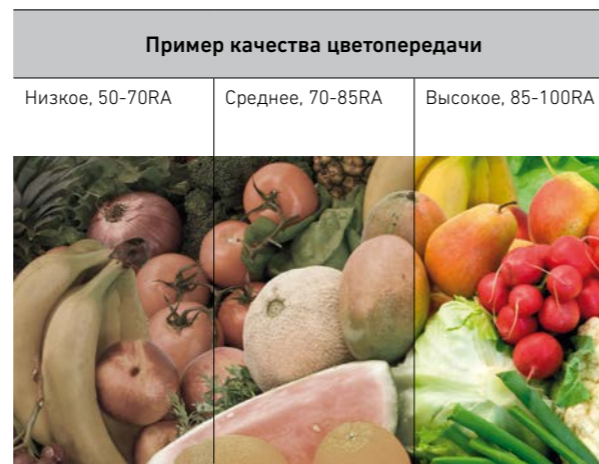 Пример качества цветопередачи
Низкое, 50-70RA
Среднее, 70-85RA
Высокое, 85-100RA